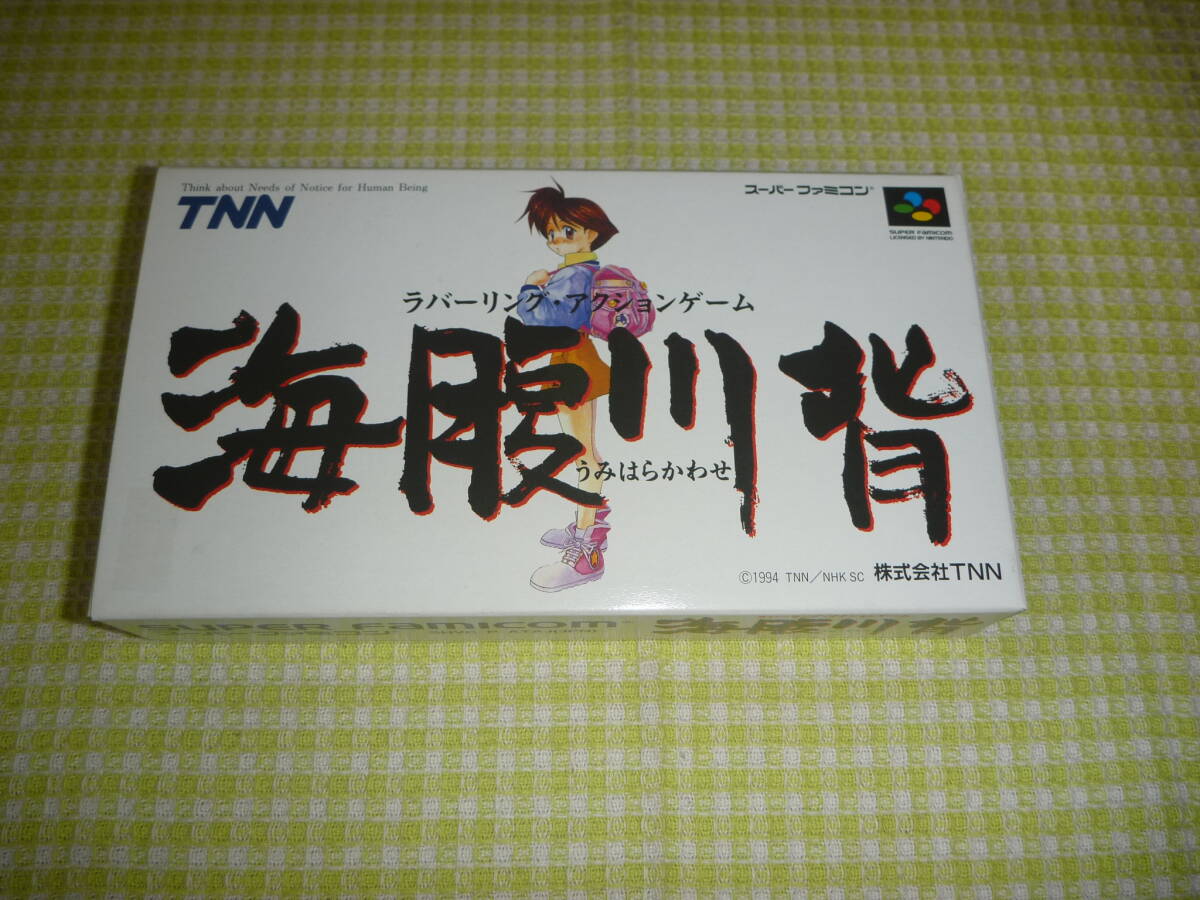 Think about Needs of Notice for Human Being
TNN
スーパーファミコン®
SUPER FAMICOM
LICENSED BY NINTENDO
ラバーリング・アクションゲーム
海腹川背
うみはらかわせ
©1994 TNN/NHK SC 株式会社TNN
SUPER Famicom
海腹川背